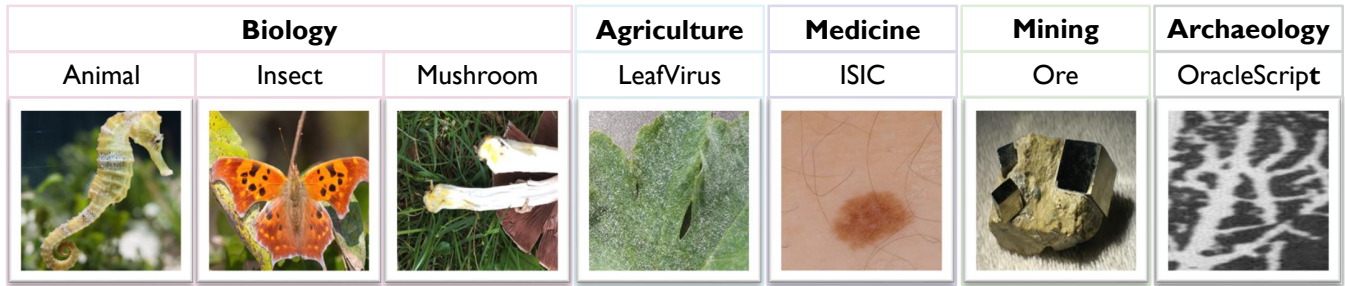 Biology Agriculture Medicine Mining Archaeology
Animal Insect Mushroom LeafVirus ISIC Ore OracleScript